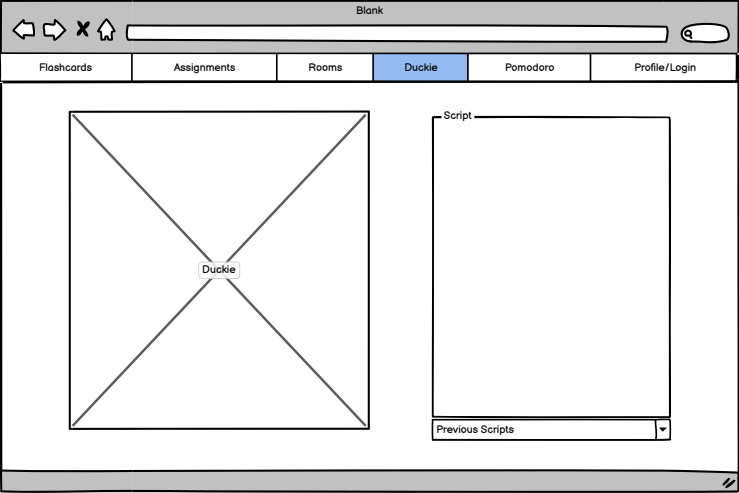 Blank
Flashcards Assignments Rooms Duckie Pomodoro Profile/Login
Script
Duckie
Previous Scripts